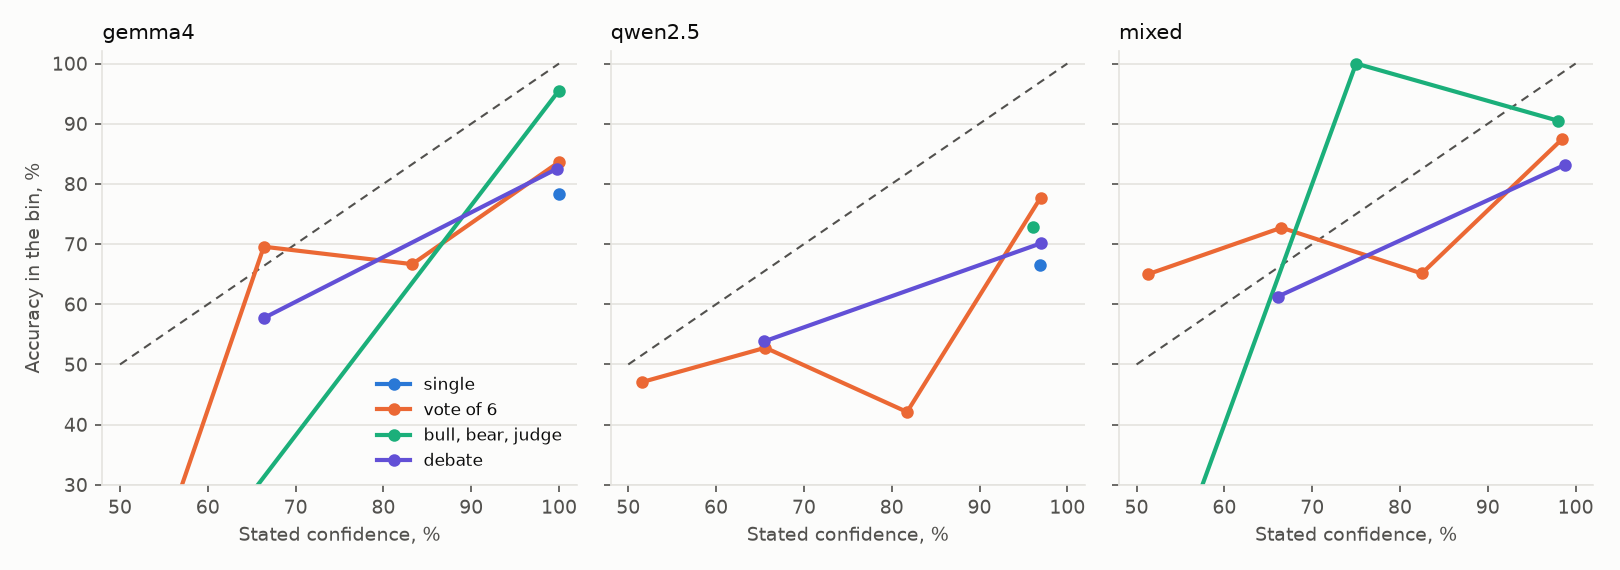 gemma4
qwen2.5
mixed
Accuracy in the bin, %
100
90
80
70
60
50
40
30
single
vote of 6
bull, bear, judge
debate
50 60 70 80 90 100
50 60 70 80 90 100
50 60 70 80 90 100
Stated confidence, %
Stated confidence, %
Stated confidence, %